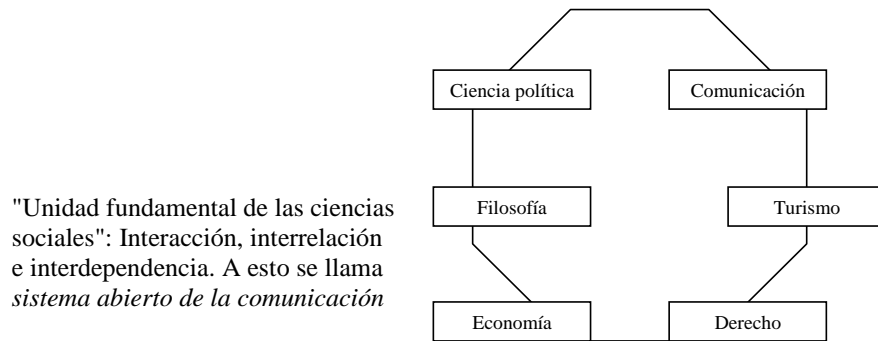 Ciencia política
Comunicación
"Unidad fundamental de las ciencias
sociales": Interacción, interrelación
e interdependencia. A esto se llama
sistema abierto de la comunicación
Filosofía
Turismo
Economía
Derecho